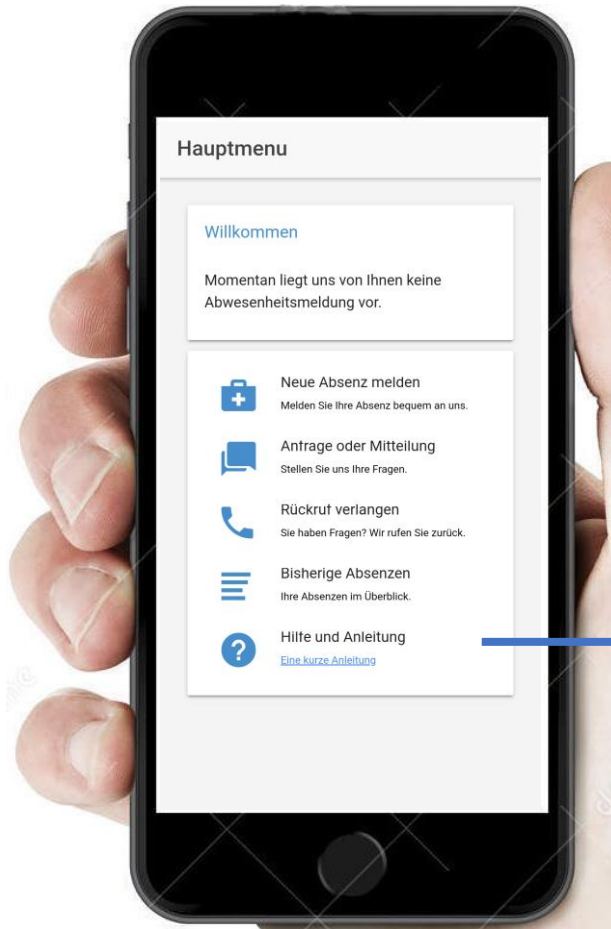 Hauptmenu
Willkommen
Momentan liegt uns von Ihnen keine
Abwesenheitsmeldung vor.
Neue Absenz melden
Melden Sie Ihre Absenz bequem an uns.
Anfrage oder Mitteilung
Stellen Sie uns Ihre Fragen.
Rückruf verlangen
Sie haben Fragen? Wir rufen Sie zurück.
Bisherige Absenzen
Ihre Absenzen im Überblick.
Hilfe und Anleitung
Eine kurze Anleitung